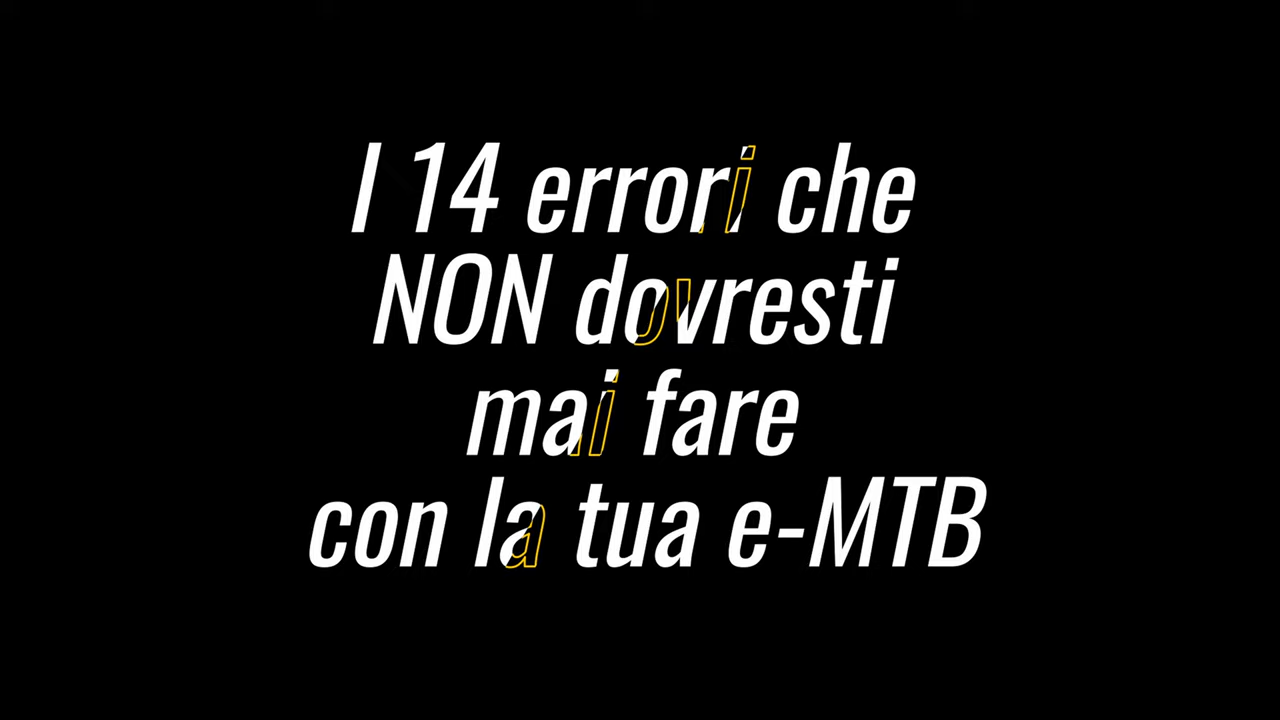 I 14 errori che
NON dovresti
mai fare
con la tua e-MTB